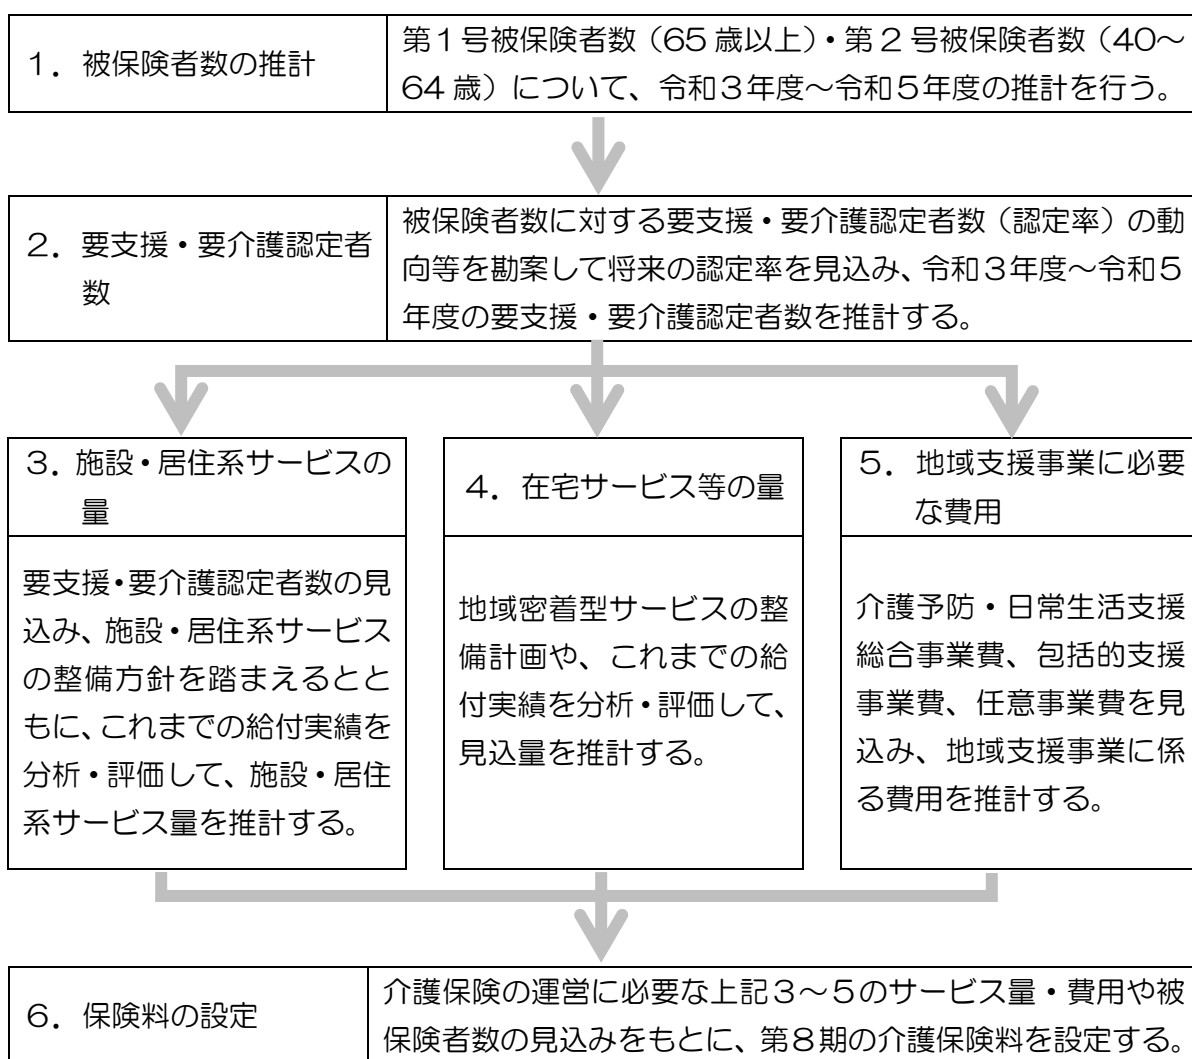 1．被保険者数の推計
第1号被保険者数（65 歳以上）・第2号被保険者数（40～
64 歳）について、令和3年度～令和5年度の推計を行う。
2．要支援・要介護認定者
数
被保険者数に対する要支援・要介護認定者数（認定率）の動
向等を勘案して将来の認定率を見込み、令和3年度～令和5
年度の要支援・要介護認定者数を推計する。
3．施設・居住系サービスの
量
要支援・要介護認定者数の見
込み、施設・居住系サービス
の整備方針を踏まえるとと
もに、これまでの給付実績を
分析・評価して、施設・居住
系サービス量を推計する。
4．在宅サービス等の量
地域密着型サービスの整
備計画や、これまでの給
付実績を分析・評価して、
見込量を推計する。
5．地域支援事業に必要
な費用
介護予防・日常生活支援
総合事業費、包括的支援
事業費、任意事業費を見
込み、地域支援事業に係
る費用を推計する。
6．保険料の設定
介護保険の運営に必要な上記3～5のサービス量・費用や被
保険者数の見込みをもとに、第8期の介護保険料を設定する。